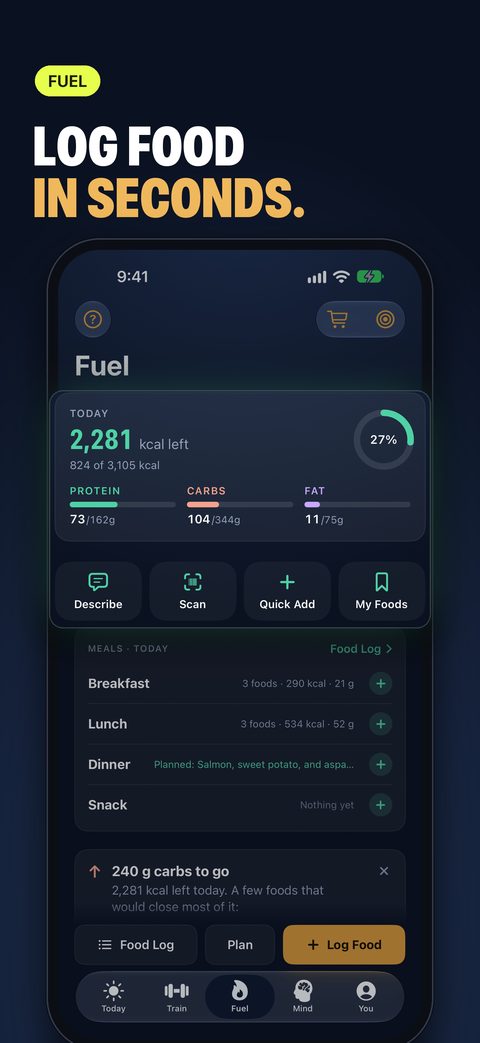 FUEL
LOG FOOD
IN SECONDS.
9:41
Fuel
TODAY
2,281 kcal left
824 of 3,105 kcal
27%
PROTEIN CARBS FAT
73/162g 104/344g 11/75g
Describe Scan Quick Add My Foods
MEALS · TODAY Food Log
Breakfast 3 foods · 290 kcal · 21 g
Lunch 3 foods · 534 kcal · 52 g
Dinner Planned: Salmon, sweet potato, and aspa...
Snack Nothing yet
240 g carbs to go
2,281 kcal left today. A few foods that
would close most of it:
Food Log Plan Log Food
Today Train Fuel Mind You